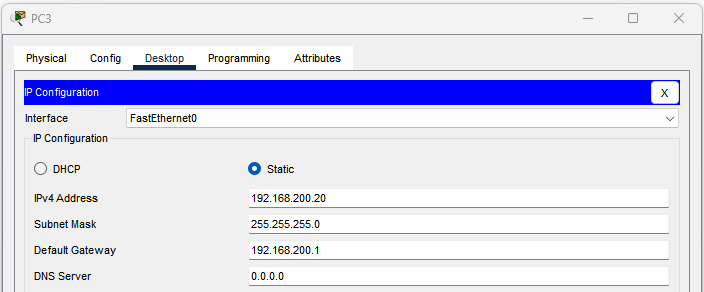 PC3
Physical Config Desktop Programming Attributes
IP Configuration X
Interface FastEthernet0
IP Configuration
DHCP Static
IPv4 Address 192.168.200.20
Subnet Mask 255.255.255.0
Default Gateway 192.168.200.1
DNS Server 0.0.0.0